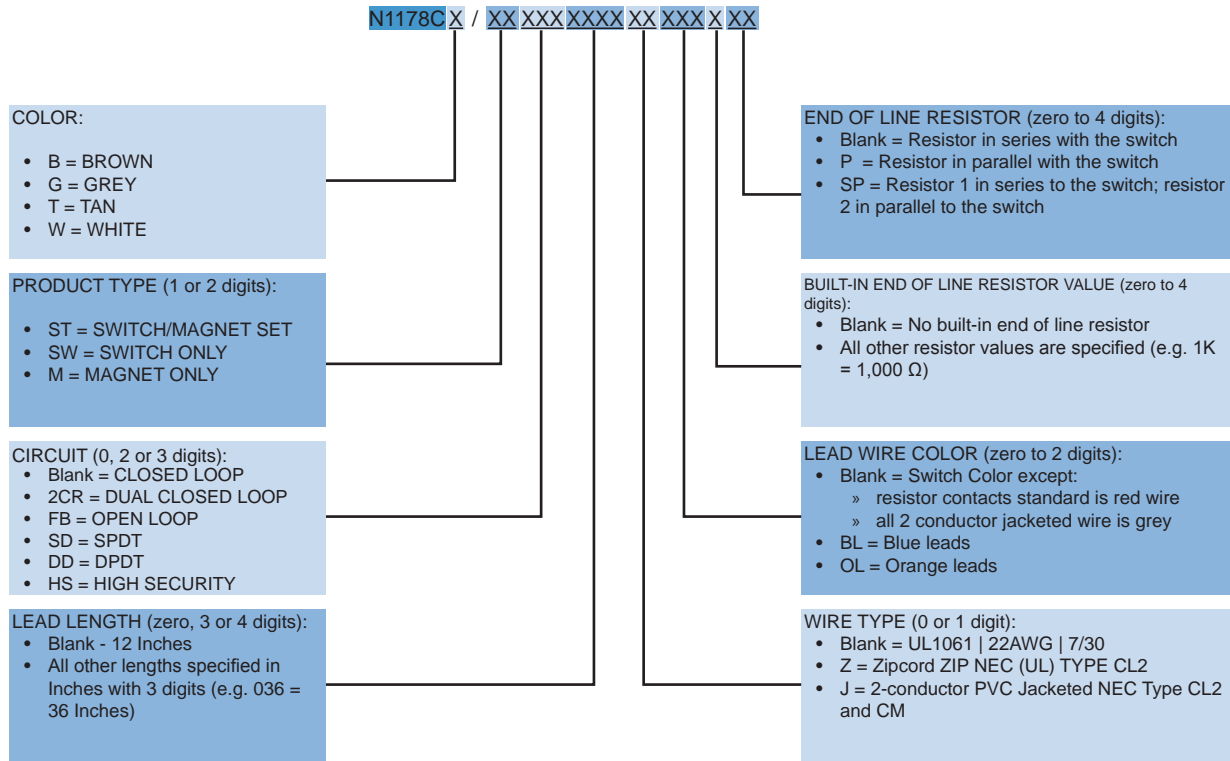 N1178C X / XX XXX XXXX XX XXX X XX
COLOR:
• B = BROWN
• G = GREY
• T = TAN
• W = WHITE
PRODUCT TYPE (1 or 2 digits):
• ST = SWITCH/MAGNET SET
• SW = SWITCH ONLY
• M = MAGNET ONLY
CIRCUIT (0, 2 or 3 digits):
• Blank = CLOSED LOOP
• 2CR = DUAL CLOSED LOOP
• FB = OPEN LOOP
• SD = SPDT
• DD = DPDT
• HS = HIGH SECURITY
LEAD LENGTH (zero, 3 or 4 digits):
• Blank - 12 Inches
• All other lengths specified in
Inches with 3 digits (e.g. 036 =
36 Inches)
END OF LINE RESISTOR (zero to 4 digits):
• Blank = Resistor in series with the switch
• P = Resistor in parallel with the switch
• SP = Resistor 1 in series to the switch; resistor
2 in parallel to the switch
BUILT-IN END OF LINE RESISTOR VALUE (zero to 4
digits):
• Blank = No built-in end of line resistor
• All other resistor values are specified (e.g. 1K
= 1,000 Ω)
LEAD WIRE COLOR (zero to 2 digits):
• Blank = Switch Color except:
» resistor contacts standard is red wire
» all 2 conductor jacketed wire is grey
• BL = Blue leads
• OL = Orange leads
WIRE TYPE (0 or 1 digit):
• Blank = UL1061 | 22AWG | 7/30
• Z = Zipcord ZIP NEC (UL) TYPE CL2
• J = 2-conductor PVC Jacketed NEC Type CL2
and CM